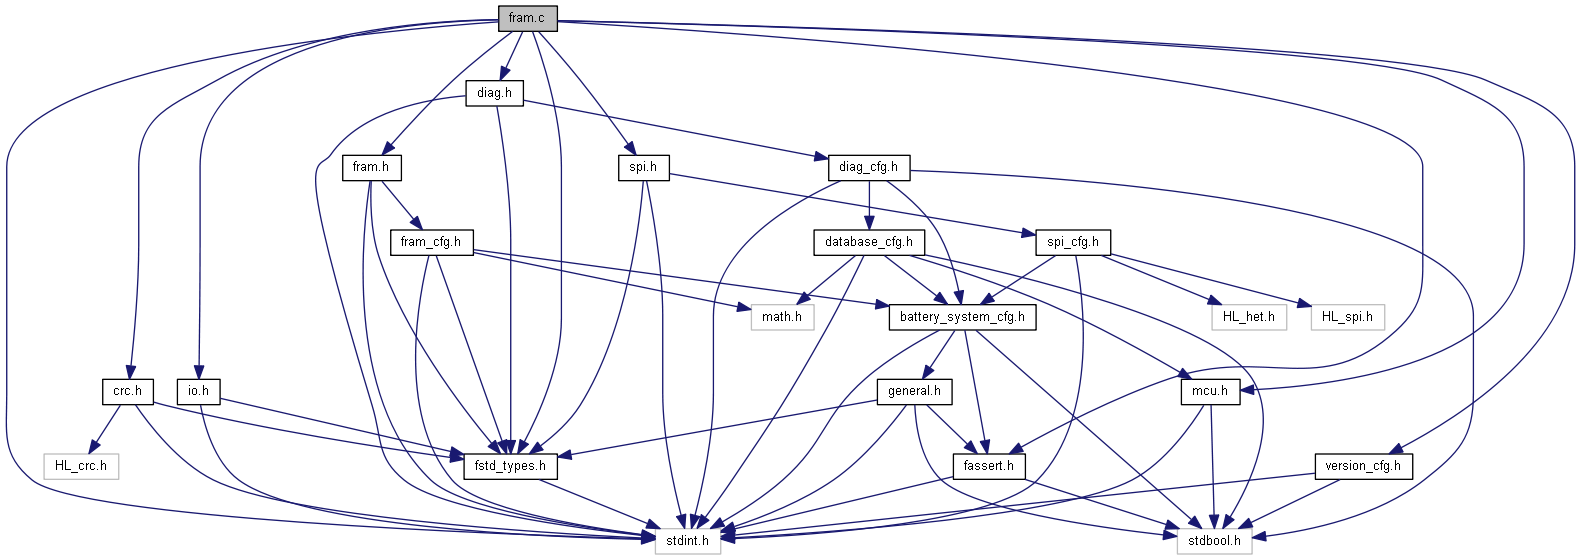 fram.c
diag.h
fram.h
spi.h
diag_cfg.h
fram_cfg.h
database_cfg.h
spi_cfg.h
math.h
battery_system_cfg.h
HL_het.h
HL_spi.h
crc.h
io.h
general.h
mcu.h
HL_crc.h
fstd_types.h
fassert.h
version_cfg.h
stdint.h
stdbool.h